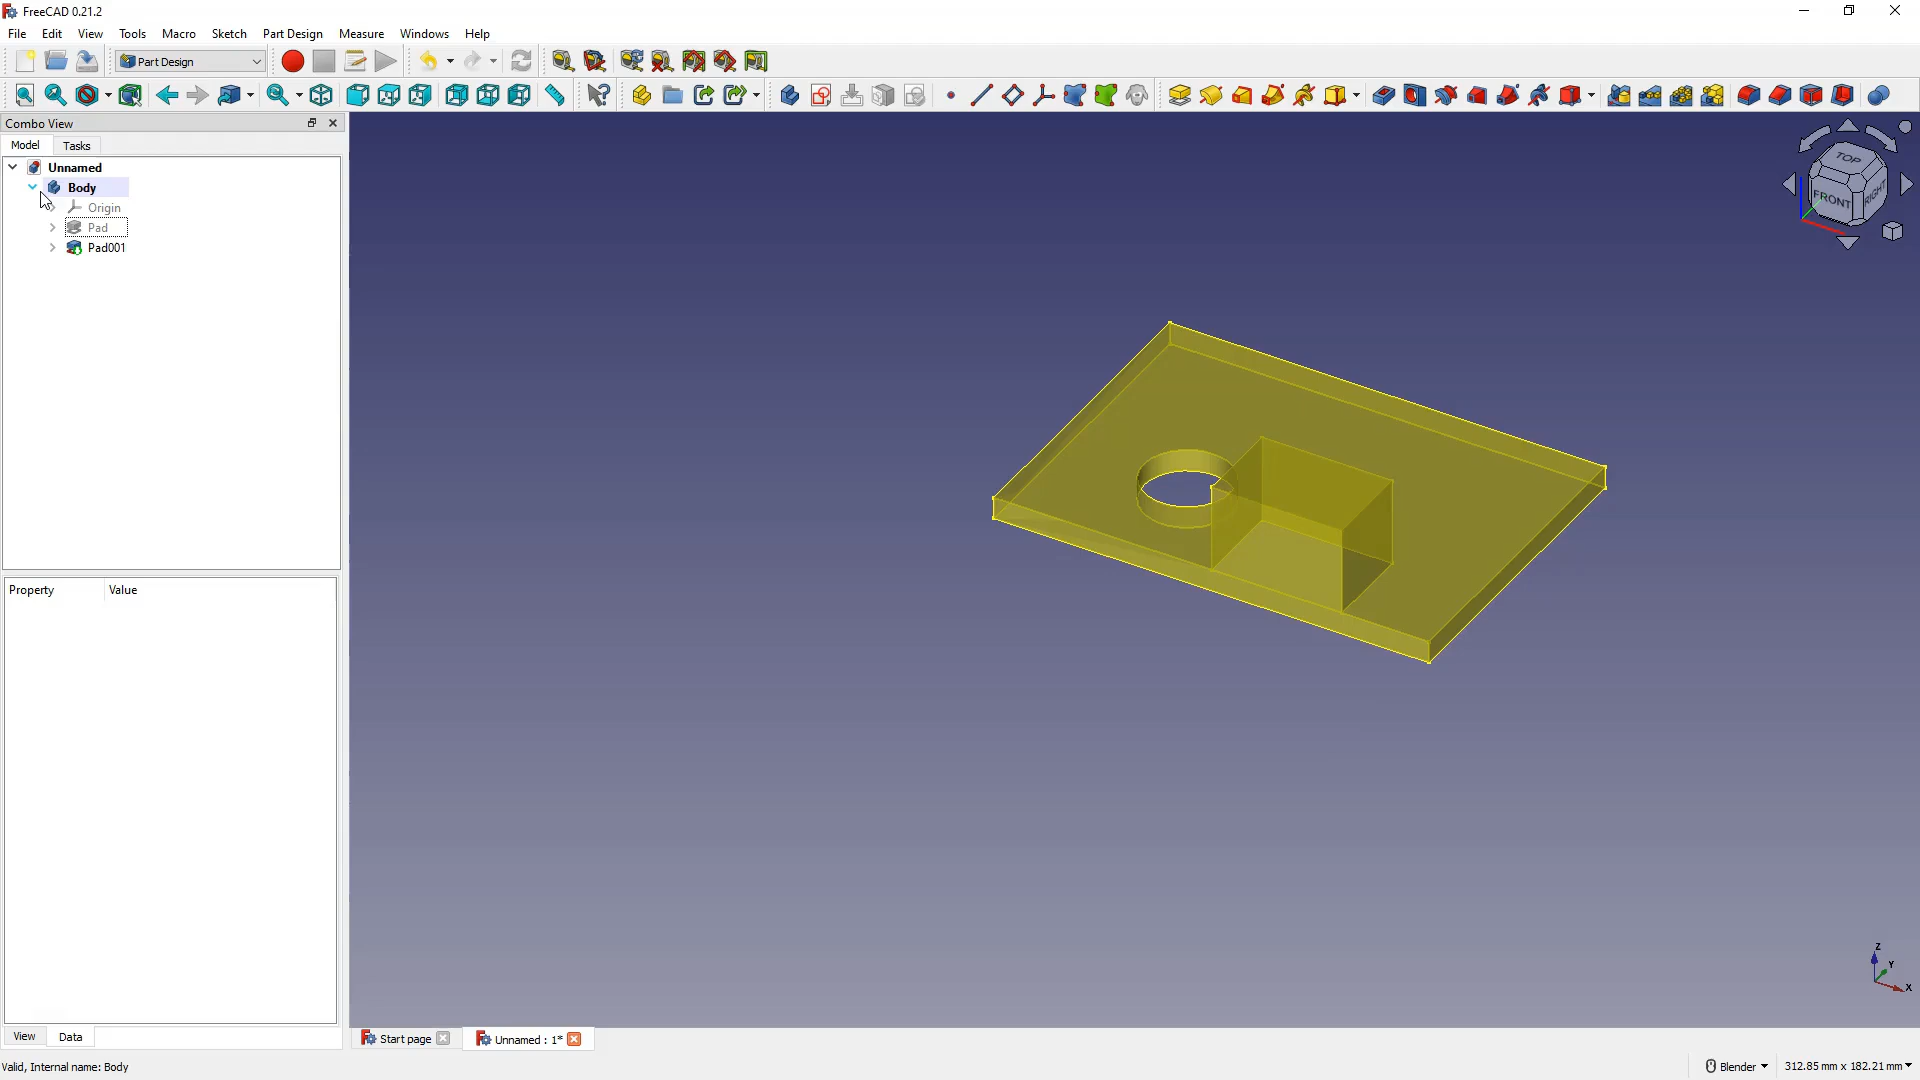 FreeCAD 0.21.2
File Edit View Tools Macro Sketch Part Design Measure Windows Help
Part Design
Combo View
Model Tasks
Unnamed
Body
Origin
Pad
Pad001
TOP
FRONT RIGHT
Property Value
Z
Y
X
View Data
Start page Unnamed : 1*
Valid, Internal name: Body Blender 312.85 mm x 182.21 mm